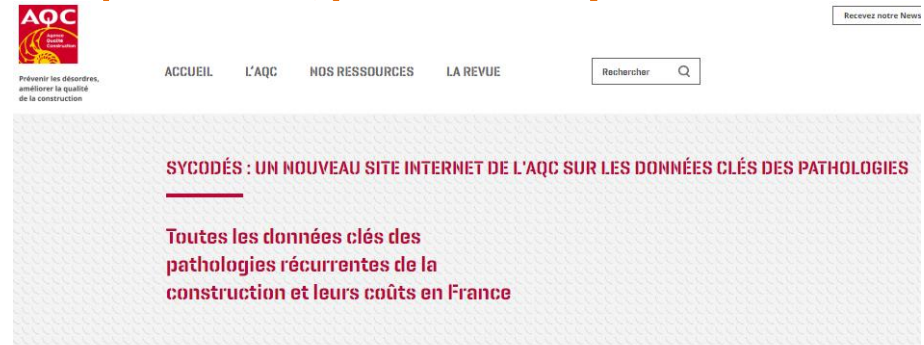 AQC
Agence
Qualité
Construction
Prévenir les désordres,
améliorer la qualité
de la construction
Recevez notre News
ACCUEIL L'AQC NOS RESSOURCES LA REVUE
Rechercher
SYCODÉS : UN NOUVEAU SITE INTERNET DE L'AQC SUR LES DONNÉES CLÉS DES PATHOLOGIES
Toutes les données clés des
pathologies récurrentes de la
construction et leurs coûts en France